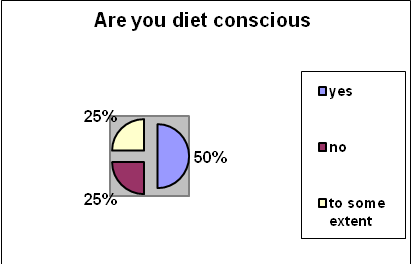 Are you diet conscious
25%
50%
25%
yes
no
to some
extent